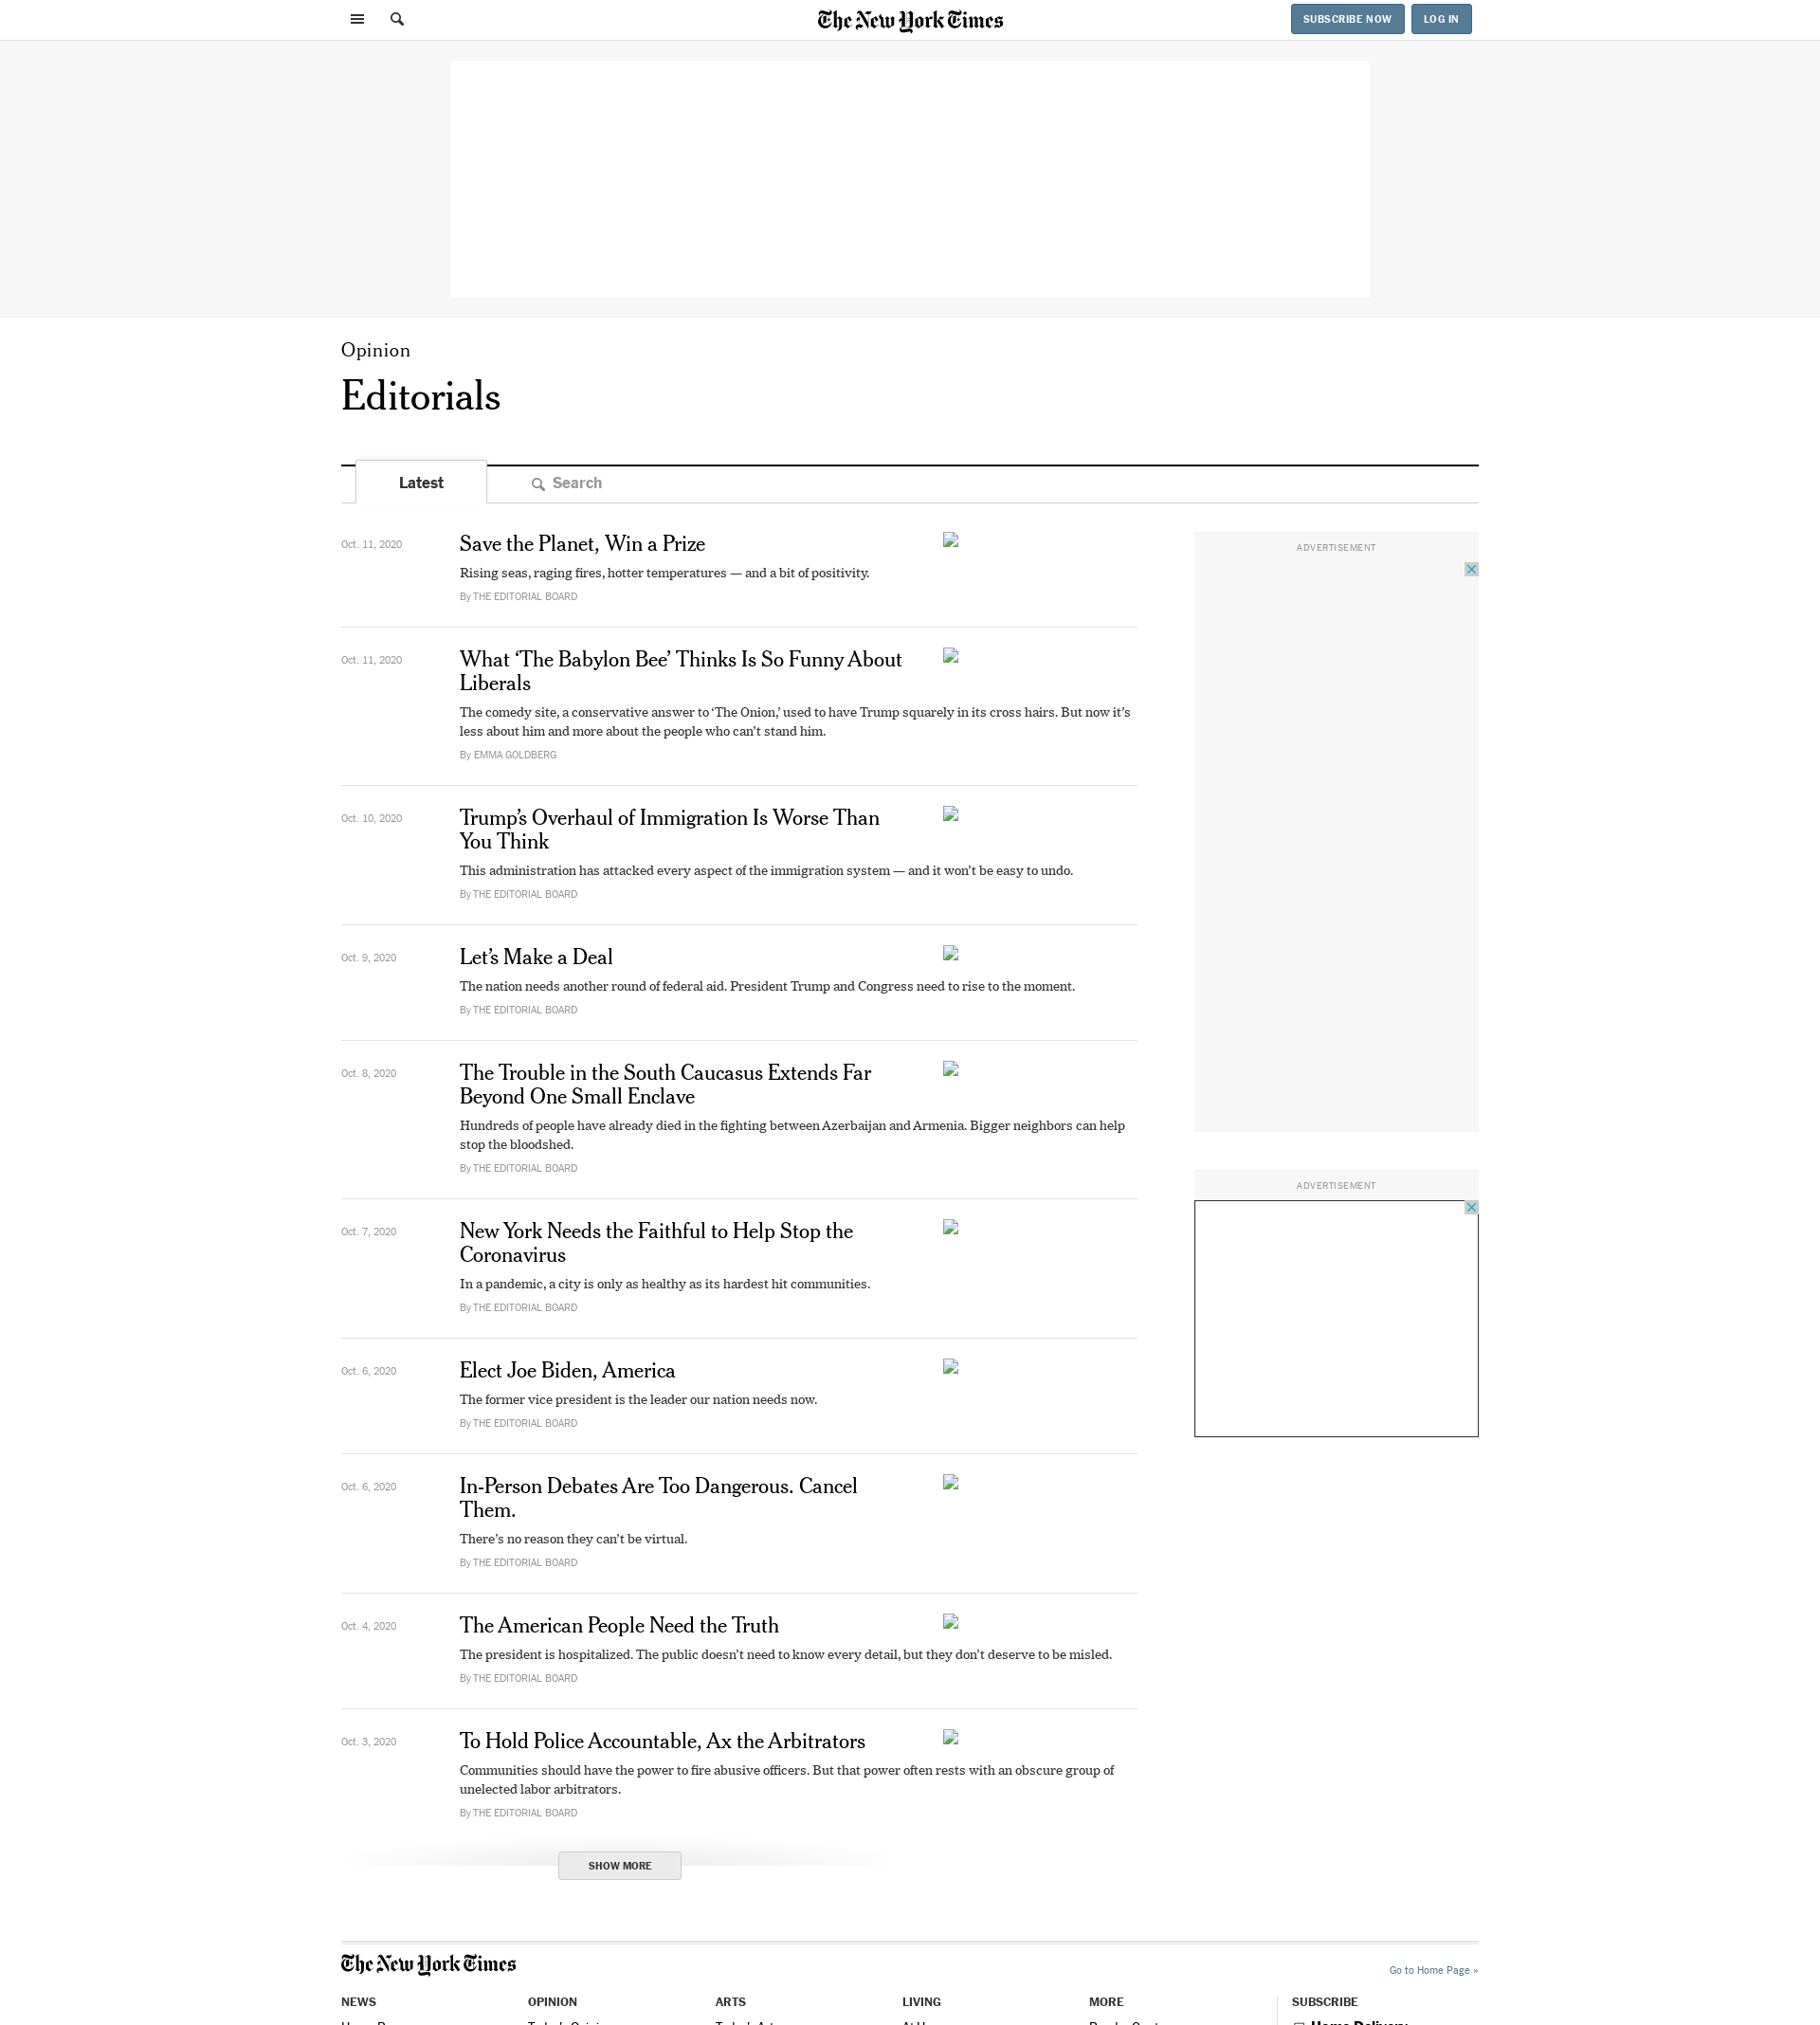 The New York Times
SUBSCRIBE NOW
LOG IN
Opinion
Editorials
Latest
Search
Oct. 11, 2020
Save the Planet, Win a Prize
Rising seas, raging fires, hotter temperatures — and a bit of positivity.
By THE EDITORIAL BOARD
Oct. 11, 2020
What ‘The Babylon Bee’ Thinks Is So Funny About
Liberals
The comedy site, a conservative answer to ‘The Onion,’ used to have Trump squarely in its cross hairs. But now it’s
less about him and more about the people who can’t stand him.
By EMMA GOLDBERG
Oct. 10, 2020
Trump’s Overhaul of Immigration Is Worse Than
You Think
This administration has attacked every aspect of the immigration system — and it won’t be easy to undo.
By THE EDITORIAL BOARD
Oct. 9, 2020
Let’s Make a Deal
The nation needs another round of federal aid. President Trump and Congress need to rise to the moment.
By THE EDITORIAL BOARD
Oct. 8, 2020
The Trouble in the South Caucasus Extends Far
Beyond One Small Enclave
Hundreds of people have already died in the fighting between Azerbaijan and Armenia. Bigger neighbors can help
stop the bloodshed.
By THE EDITORIAL BOARD
Oct. 7, 2020
New York Needs the Faithful to Help Stop the
Coronavirus
In a pandemic, a city is only as healthy as its hardest hit communities.
By THE EDITORIAL BOARD
Oct. 6, 2020
Elect Joe Biden, America
The former vice president is the leader our nation needs now.
By THE EDITORIAL BOARD
Oct. 6, 2020
In-Person Debates Are Too Dangerous. Cancel
Them.
There’s no reason they can’t be virtual.
By THE EDITORIAL BOARD
Oct. 4, 2020
The American People Need the Truth
The president is hospitalized. The public doesn’t need to know every detail, but they don’t deserve to be misled.
By THE EDITORIAL BOARD
Oct. 3, 2020
To Hold Police Accountable, Ax the Arbitrators
Communities should have the power to fire abusive officers. But that power often rests with an obscure group of
unelected labor arbitrators.
By THE EDITORIAL BOARD
SHOW MORE
ADVERTISEMENT
ADVERTISEMENT
The New York Times
Go to Home Page »
NEWS
OPINION
ARTS
LIVING
MORE
SUBSCRIBE
Home Delivery